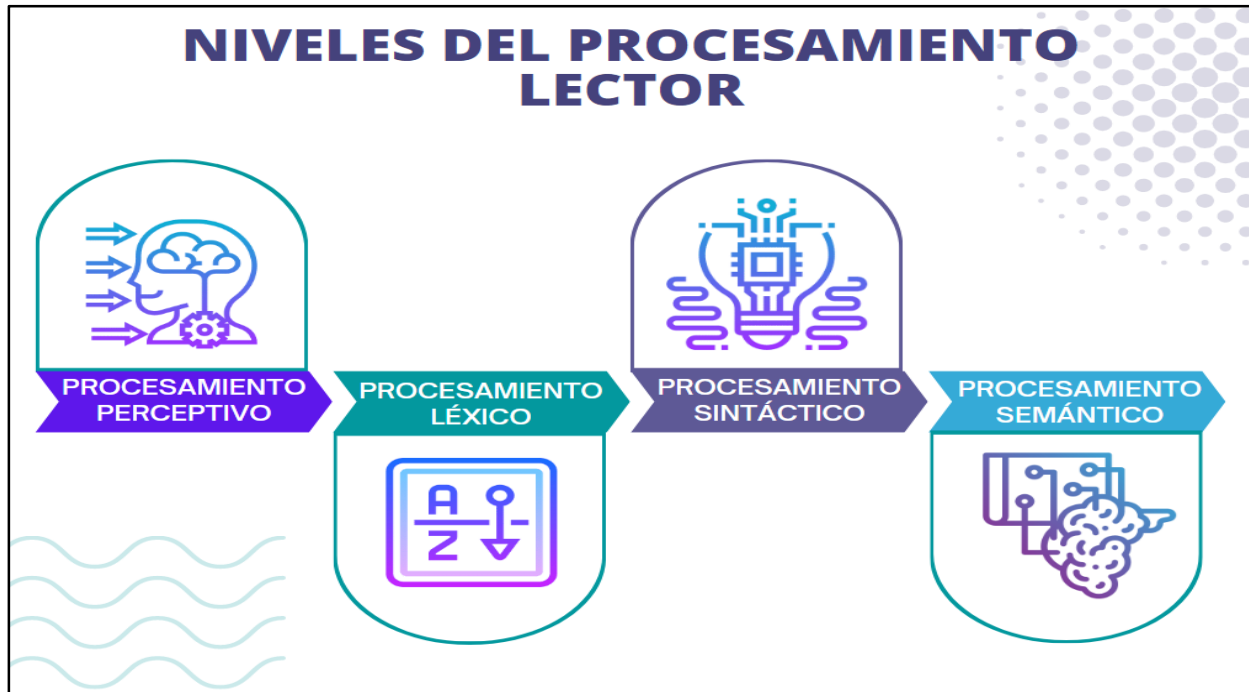 NIVELES DEL PROCESAMIENTO
LECTOR
PROCESAMIENTO
PERCEPTIVO
PROCESAMIENTO
LÉXICO
A
Z
PROCESAMIENTO
SINTÁCTICO
PROCESAMIENTO
SEMÁNTICO